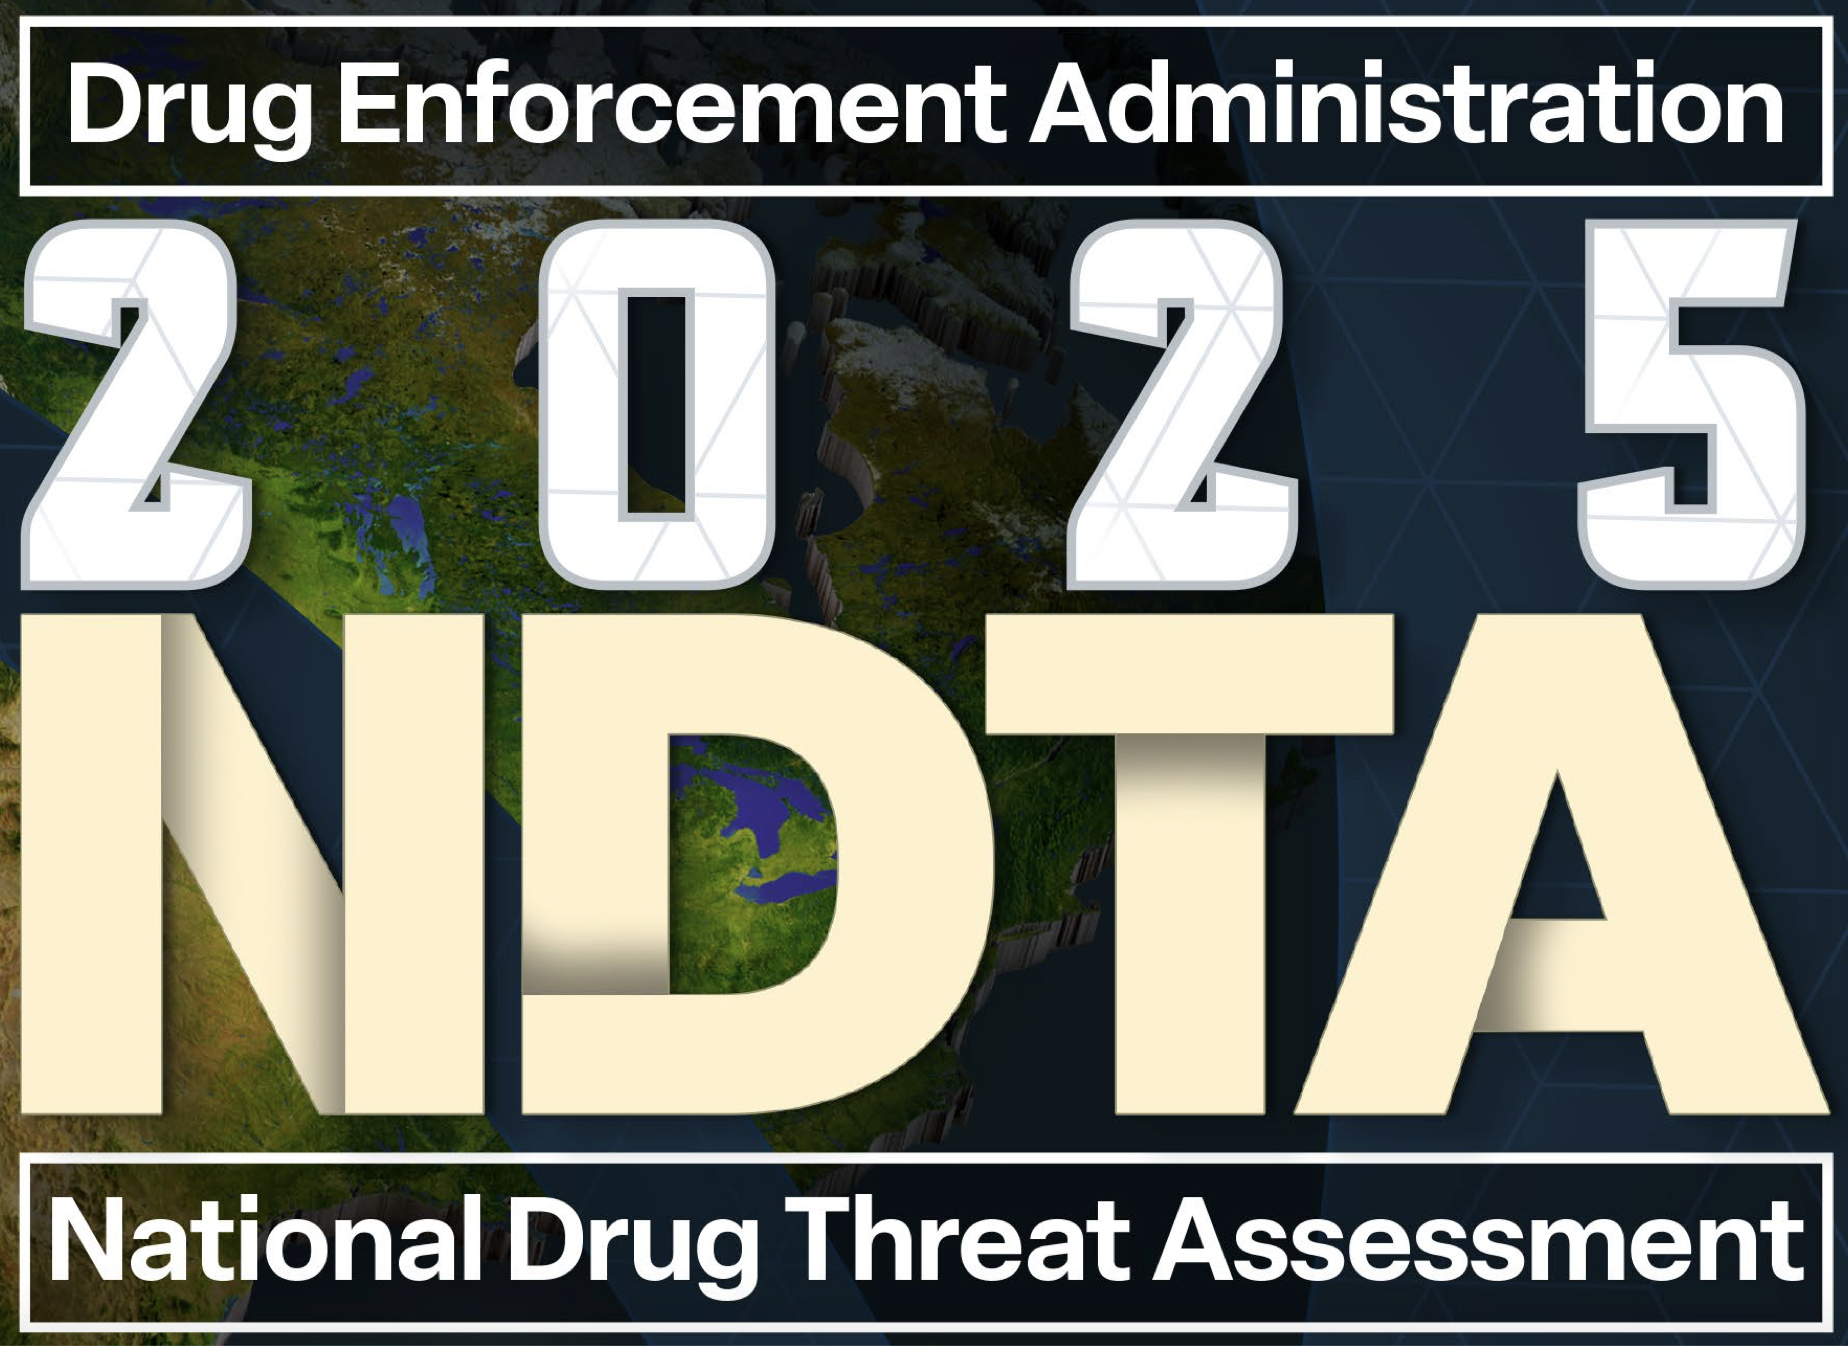 Drug Enforcement Administration
2025
NDTA
National Drug Threat Assessment